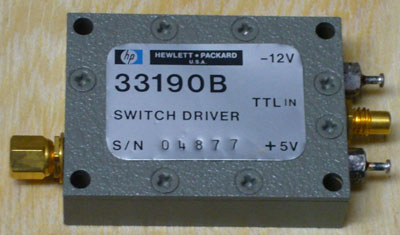 hp HEWLETT • PACKARD
U.S.A.
-12V
33190B
TTL IN
SWITCH DRIVER
S/N 04877 +5V